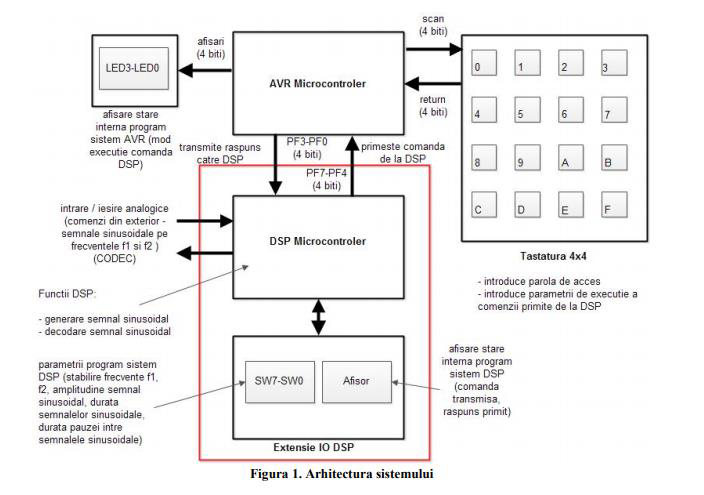 afisari
(4 biti)
LED3-LED0
afisare stare
interna program
sistem AVR (mod
executie comanda
DSP)
AVR Microcontroler
scan
(4 biti)
return
(4 biti)
0 1 2 3
4 5 6 7
8 9 A B
C D E F
Tastatura 4x4
- introduce parola de acces
- introduce parametrii de executie a
comenzii primite de la DSP
transmite raspuns
catre DSP
PF3-PF0
(4 biti)
PF7-PF4
(4 biti)
primeste comanda
de la DSP
intrare / iesire analogice
(comenzi din exterior -
semnale sinusoidale pe
frecventele f1 si f2 )
(CODEC)
DSP Microcontroler
Functii DSP:
- generare semnal sinusoidal
- decodare semnal sinusoidal
parametrii program sistem
DSP (stabilire frecvente f1,
f2, amplitudine semnal
sinusoidal, durata
semnalelor sinusoidale,
durata pauzei intre
semnalele sinusoidale)
SW7-SW0
Afisor
Extensie IO DSP
afisare stare
interna program
sistem DSP
(comanda
transmisa,
raspuns primit)
Figura 1. Arhitectura sistemului